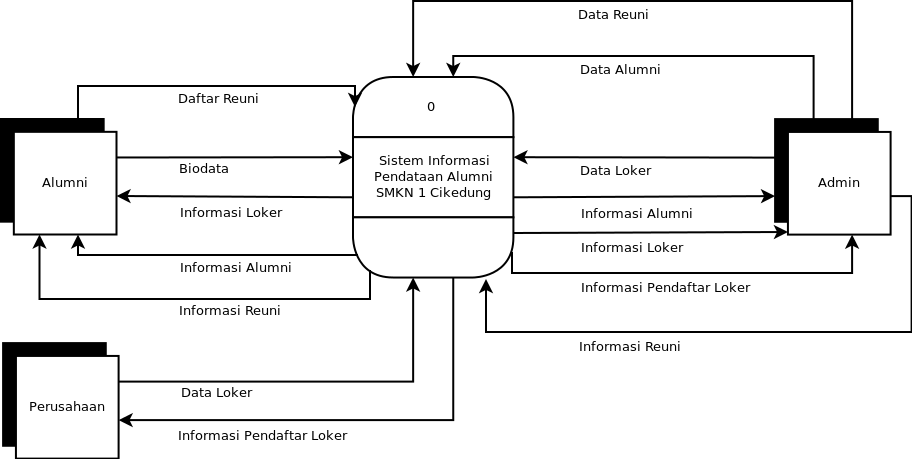 Data Reuni
Data Alumni
Daftar Reuni
0
Sistem Informasi
Pendataan Alumni
SMKN 1 Cikedung
Alumni
Biodata
Data Loker
Admin
Informasi Loker
Informasi Alumni
Informasi Loker
Informasi Alumni
Informasi Pendaftar Loker
Informasi Reuni
Informasi Reuni
Perusahaan
Data Loker
Informasi Pendaftar Loker